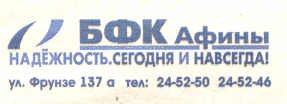 БФК Афины
НАДЁЖНОСТЬ.СЕГОДНЯ И НАВСЕГДА!
ул. Фрунзе 137 а тел: 24-52-50 24-52-46